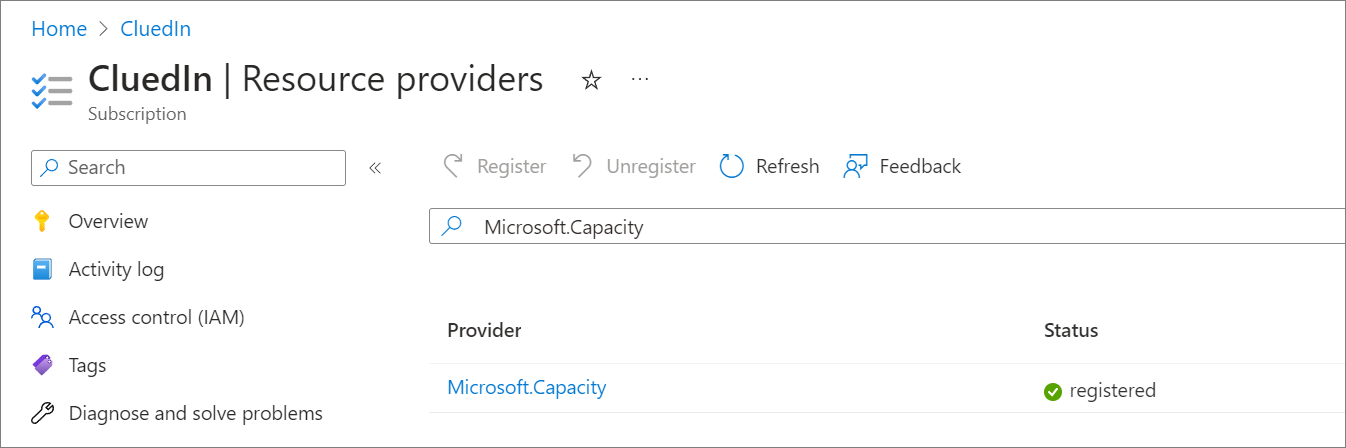 Home > CluedIn
CluedIn | Resource providers ☆ ···
Subscription
Search «
Register Unregister Refresh Feedback
Microsoft.Capacity
Overview
Activity log
Access control (IAM)
Tags
Diagnose and solve problems
Provider Status
Microsoft.Capacity registered